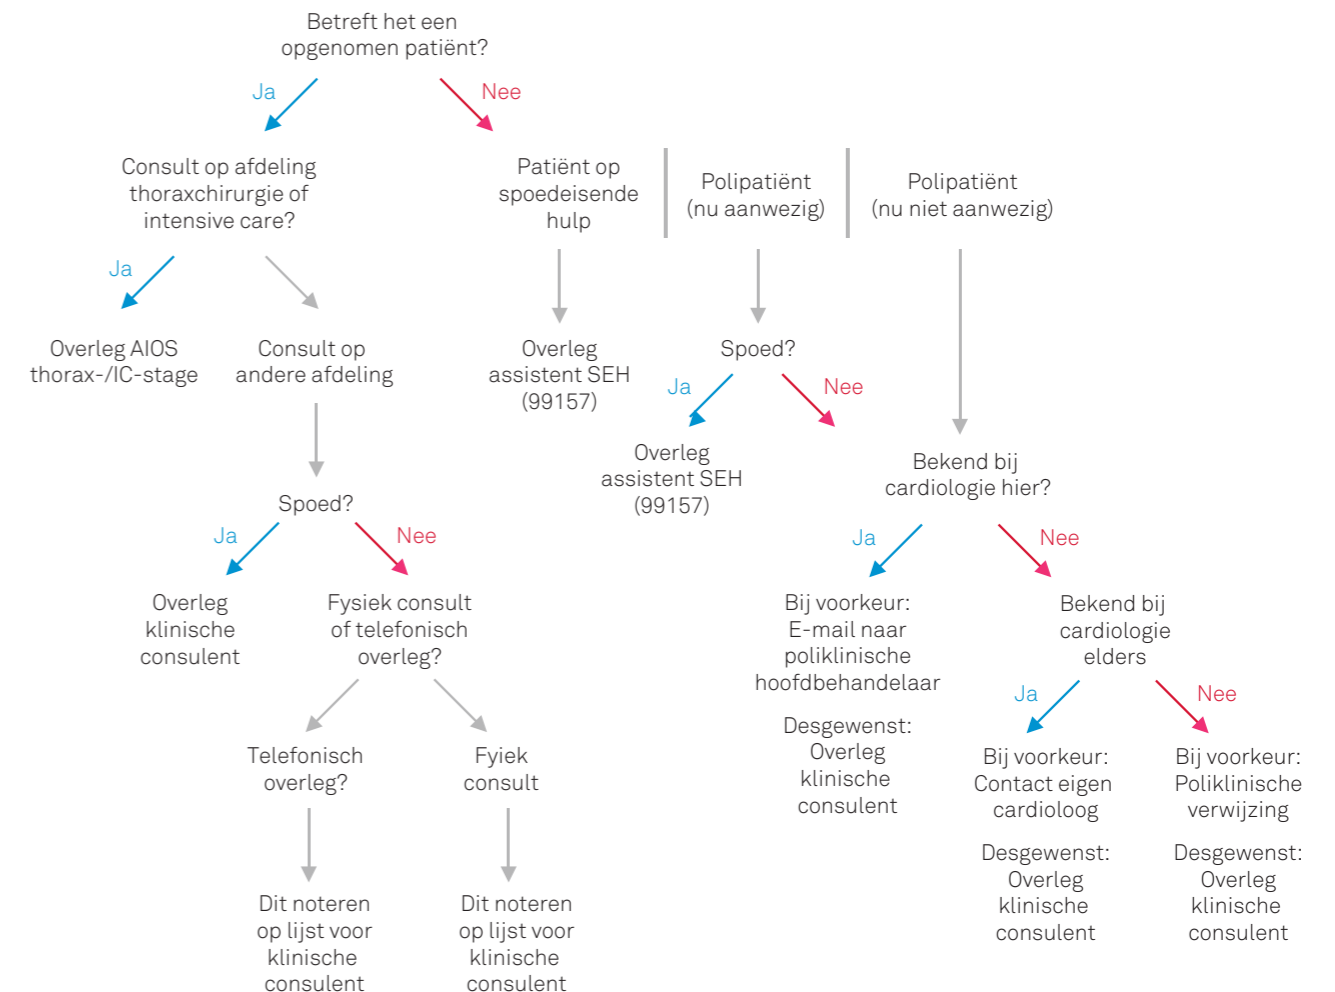 Betreft het een
opgenomen patiënt?
Ja
Nee
Consult op afdeling
thoraxchirurgie of
intensive care?
Patiënt op
spoedeisende
hulp
Polipatiënt
(nu aanwezig)
Polipatiënt
(nu niet aanwezig)
Ja
Overleg AIOS
thorax-/IC-stage
Consult op
andere afdeling
Overleg
assistent SEH
(99157)
Spoed?
Ja
Nee
Overleg
assistent SEH
(99157)
Bekend bij
cardiologie hier?
Spoed?
Ja
Nee
Ja
Nee
Overleg
klinische
consulent
Fysiek consult
of telefonisch
overleg?
Bij voorkeur:
E-mail naar
poliklinische
hoofdbehandelaar
Desgewenst:
Overleg
klinische
consulent
Bekend bij
cardiologie
elders
Ja
Nee
Telefonisch
overleg?
Fyiek
consult
Bij voorkeur:
Contact eigen
cardioloog
Desgewenst:
Overleg
klinische
consulent
Bij voorkeur:
Poliklinische
verwijzing
Desgewenst:
Overleg
klinische
consulent
Dit noteren
op lijst voor
klinische
consulent
Dit noteren
op lijst voor
klinische
consulent